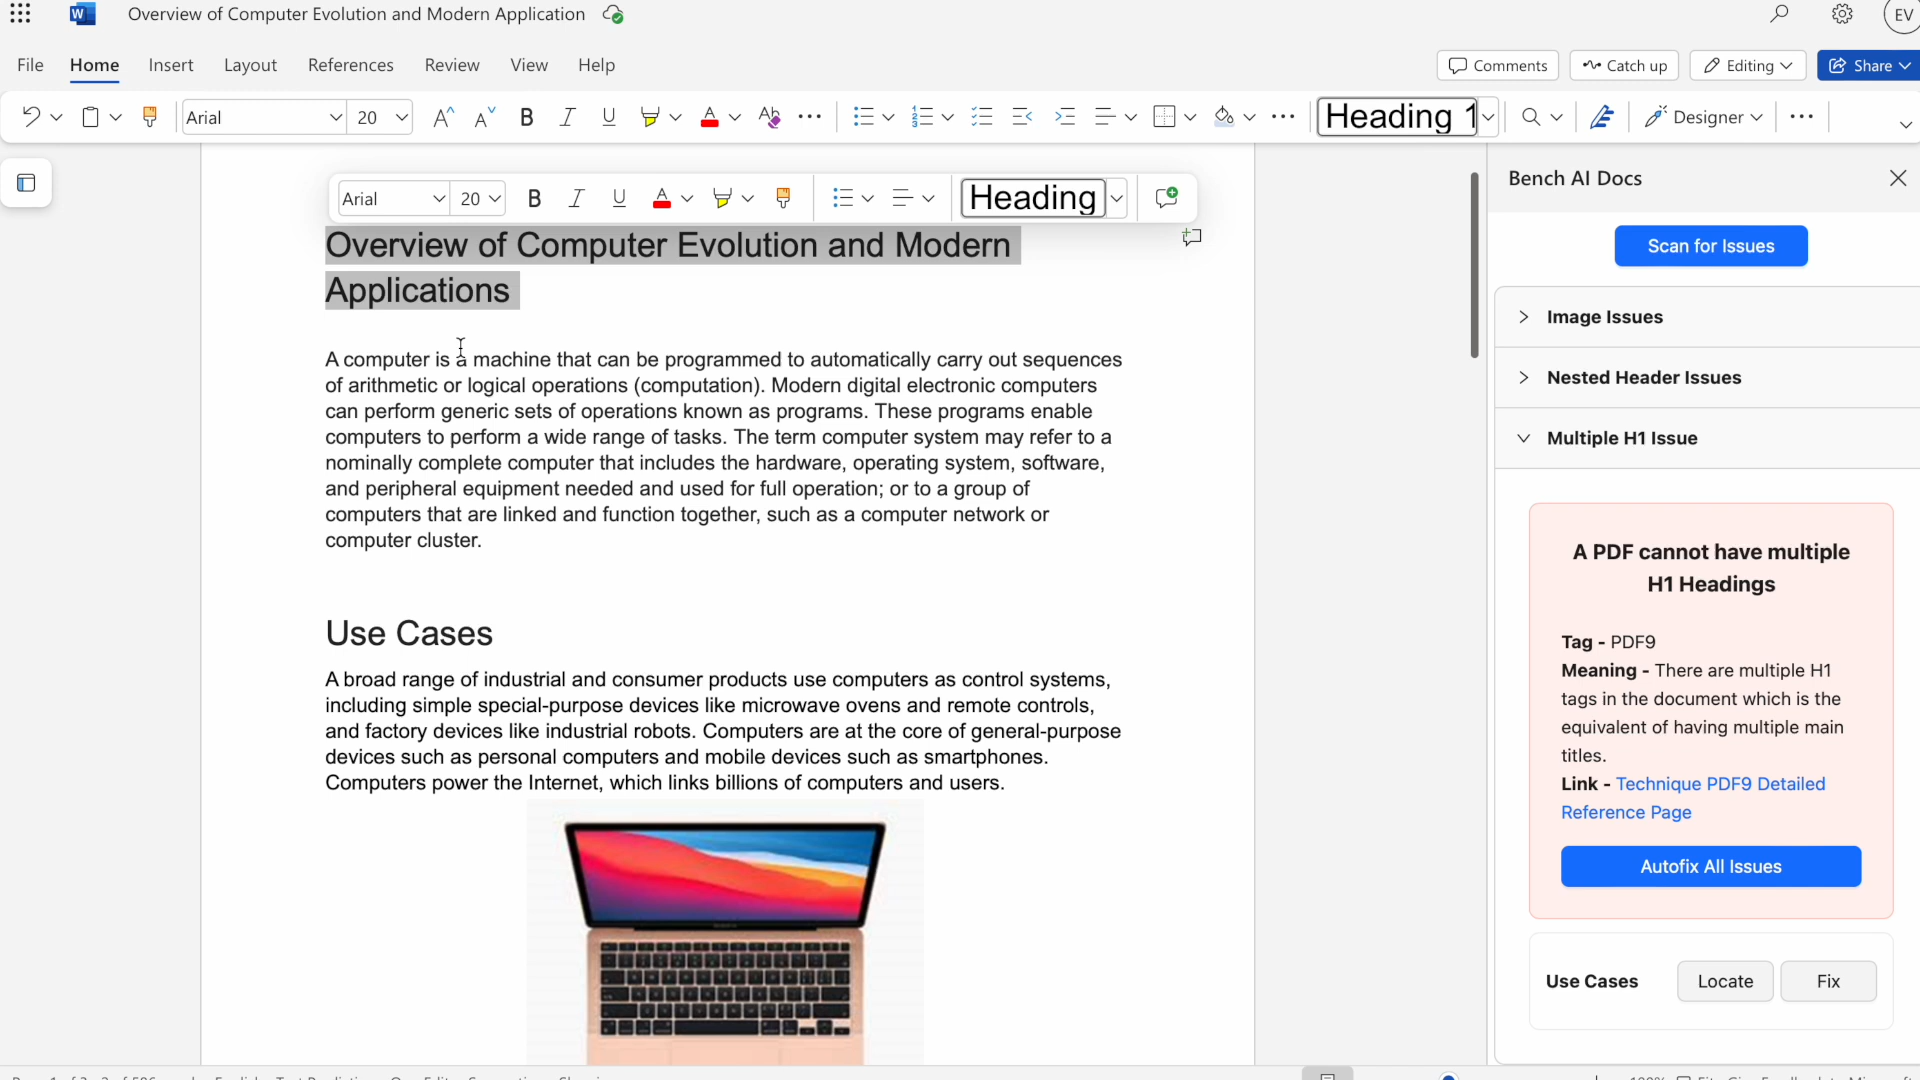 Overview of Computer Evolution and Modern Application
EV
File Home Insert Layout References Review View Help
Comments Catch up Editing Share
Arial 20 Heading 1 Designer
Arial 20 Heading
Overview of Computer Evolution and Modern
Applications
A computer is a machine that can be programmed to automatically carry out sequences
of arithmetic or logical operations (computation). Modern digital electronic computers
can perform generic sets of operations known as programs. These programs enable
computers to perform a wide range of tasks. The term computer system may refer to a
nominally complete computer that includes the hardware, operating system, software,
and peripheral equipment needed and used for full operation; or to a group of
computers that are linked and function together, such as a computer network or
computer cluster.
Use Cases
A broad range of industrial and consumer products use computers as control systems,
including simple special-purpose devices like microwave ovens and remote controls,
and factory devices like industrial robots. Computers are at the core of general-purpose
devices such as personal computers and mobile devices such as smartphones.
Computers power the Internet, which links billions of computers and users.
Bench AI Docs
Scan for Issues
Image Issues
Nested Header Issues
Multiple H1 Issue
A PDF cannot have multiple
H1 Headings
Tag - PDF9
Meaning - There are multiple H1
tags in the document which is the
equivalent of having multiple main
titles.
Link - Technique PDF9 Detailed
Reference Page
Autofix All Issues
Use Cases Locate Fix